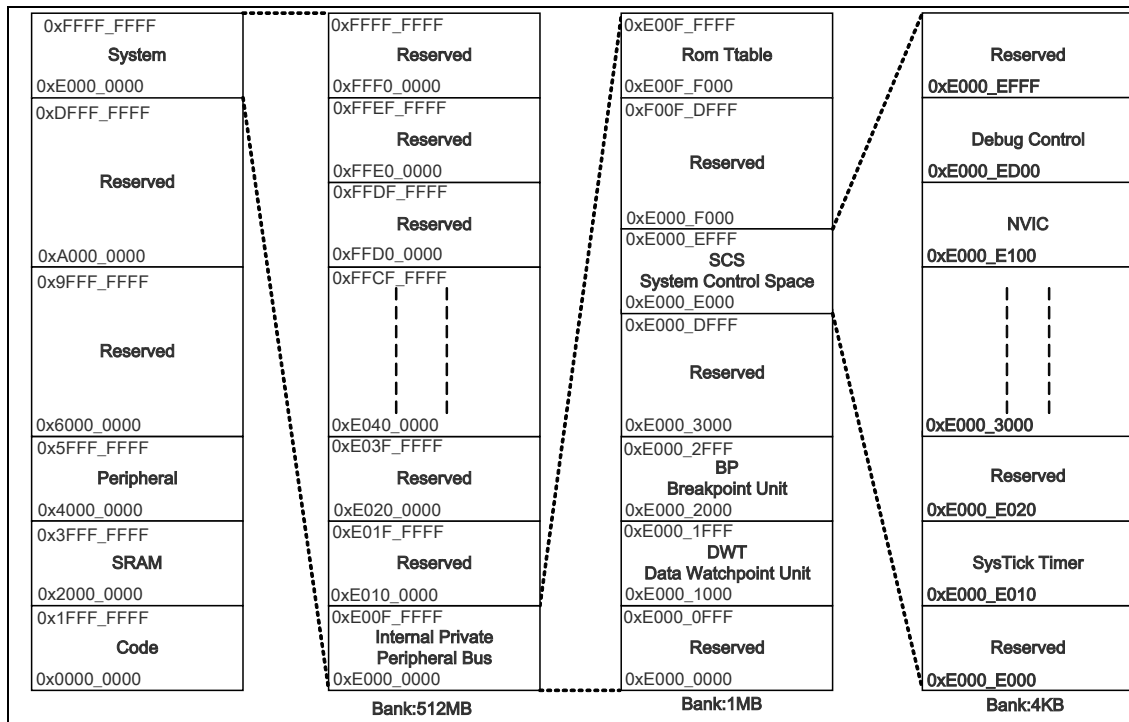 0xFFFF_FFFF
System
0xE000_0000
0xDFFF_FFFF
Reserved
0xA000_0000
0x9FFF_FFFF
Reserved
0x6000_0000
0x5FFF_FFFF
Peripheral
0x4000_0000
0x3FFF_FFFF
SRAM
0x2000_0000
0x1FFF_FFFF
Code
0x0000_0000
0xFFFF_FFFF
Reserved
0xFFF0_0000
0xFFEF_FFFF
Reserved
0xFFE0_0000
0xFFDF_FFFF
Reserved
0xFFD0_0000
0xFFCF_FFFF
0xE040_0000
0xE03F_FFFF
Reserved
0xE020_0000
0xE01F_FFFF
Reserved
0xE010_0000
0xE00F_FFFF
Internal Private
Peripheral Bus
0xE000_0000
Bank:512MB
0xE00F_FFFF
Rom Ttable
0xE00F_F000
0xF00F_DFFF
Reserved
0xE000_F000
0xE000_EFFF
SCS
System Control Space
0xE000_E000
0xE000_DFFF
Reserved
0xE000_3000
0xE000_2FFF
BP
Breakpoint Unit
0xE000_2000
0xE000_1FFF
DWT
Data Watchpoint Unit
0xE000_1000
0xE000_0FFF
Reserved
0xE000_0000
Bank:1MB
Reserved
0xE000_EFFF
Debug Control
0xE000_ED00
NVIC
0xE000_E100
0xE000_3000
Reserved
0xE000_E020
SysTick Timer
0xE000_E010
Reserved
0xE000_E000
Bank:4KB